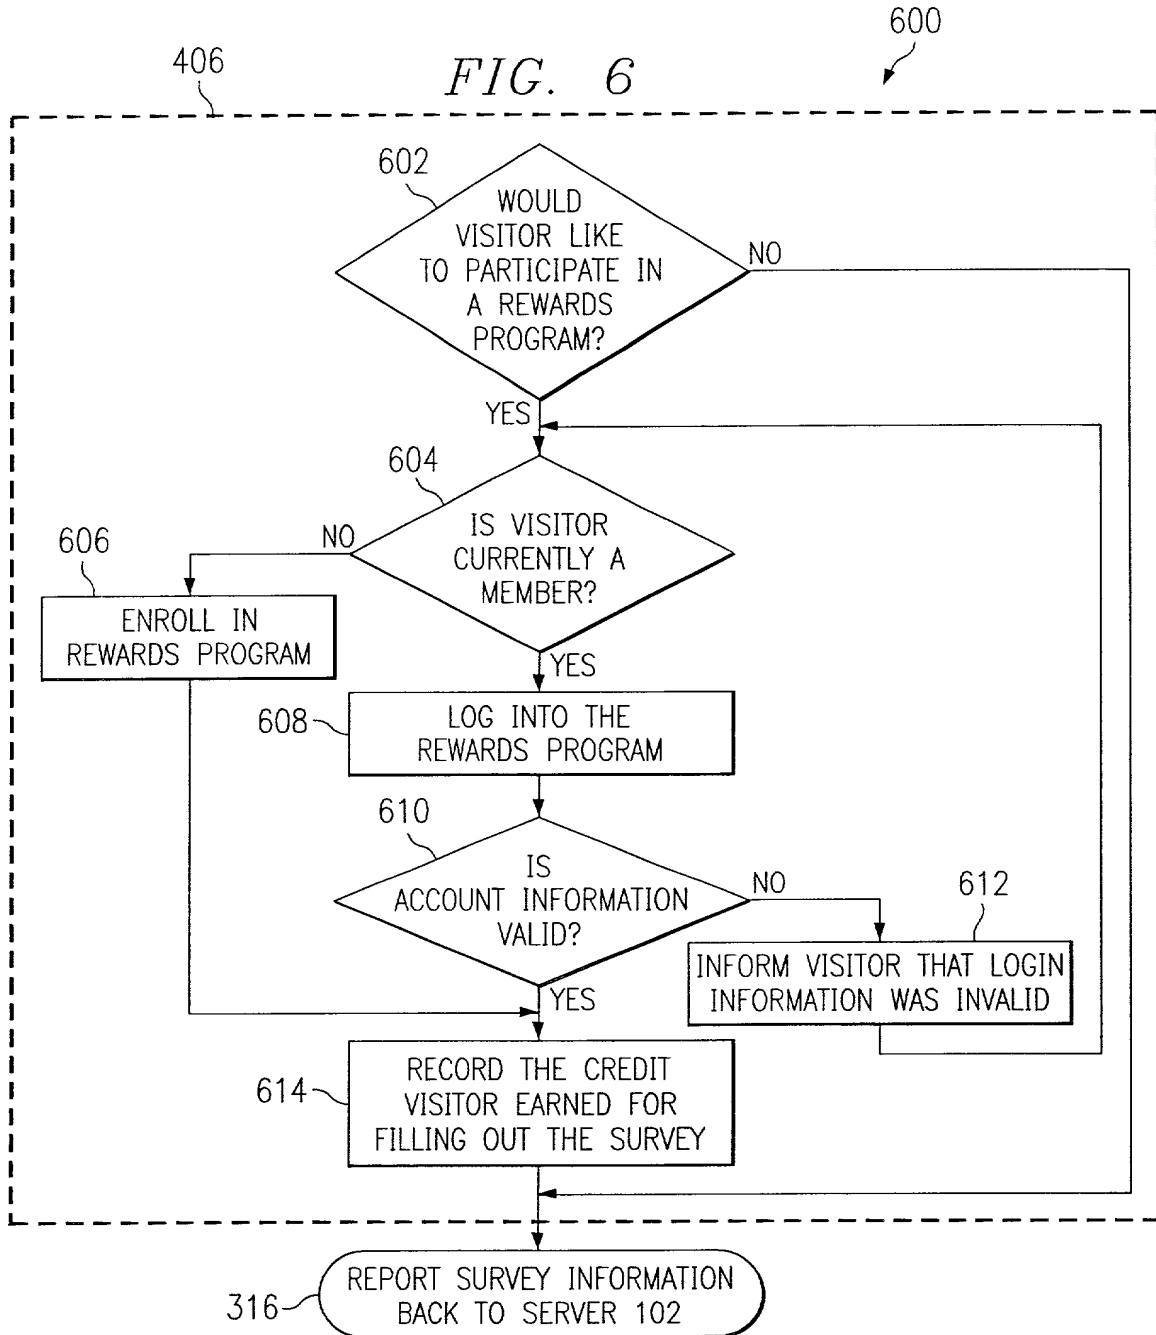 600
406
FIG. 6
602
WOULD
VISITOR LIKE
TO PARTICIPATE IN
A REWARDS
PROGRAM?
NO
YES
604
IS VISITOR
CURRENTLY A
MEMBER?
NO
606
ENROLL IN
REWARDS PROGRAM
YES
608
LOG INTO THE
REWARDS PROGRAM
610
IS
ACCOUNT INFORMATION
VALID?
NO
612
INFORM VISITOR THAT LOGIN
INFORMATION WAS INVALID
YES
614
RECORD THE CREDIT
VISITOR EARNED FOR
FILLING OUT THE SURVEY
316
REPORT SURVEY INFORMATION
BACK TO SERVER 102